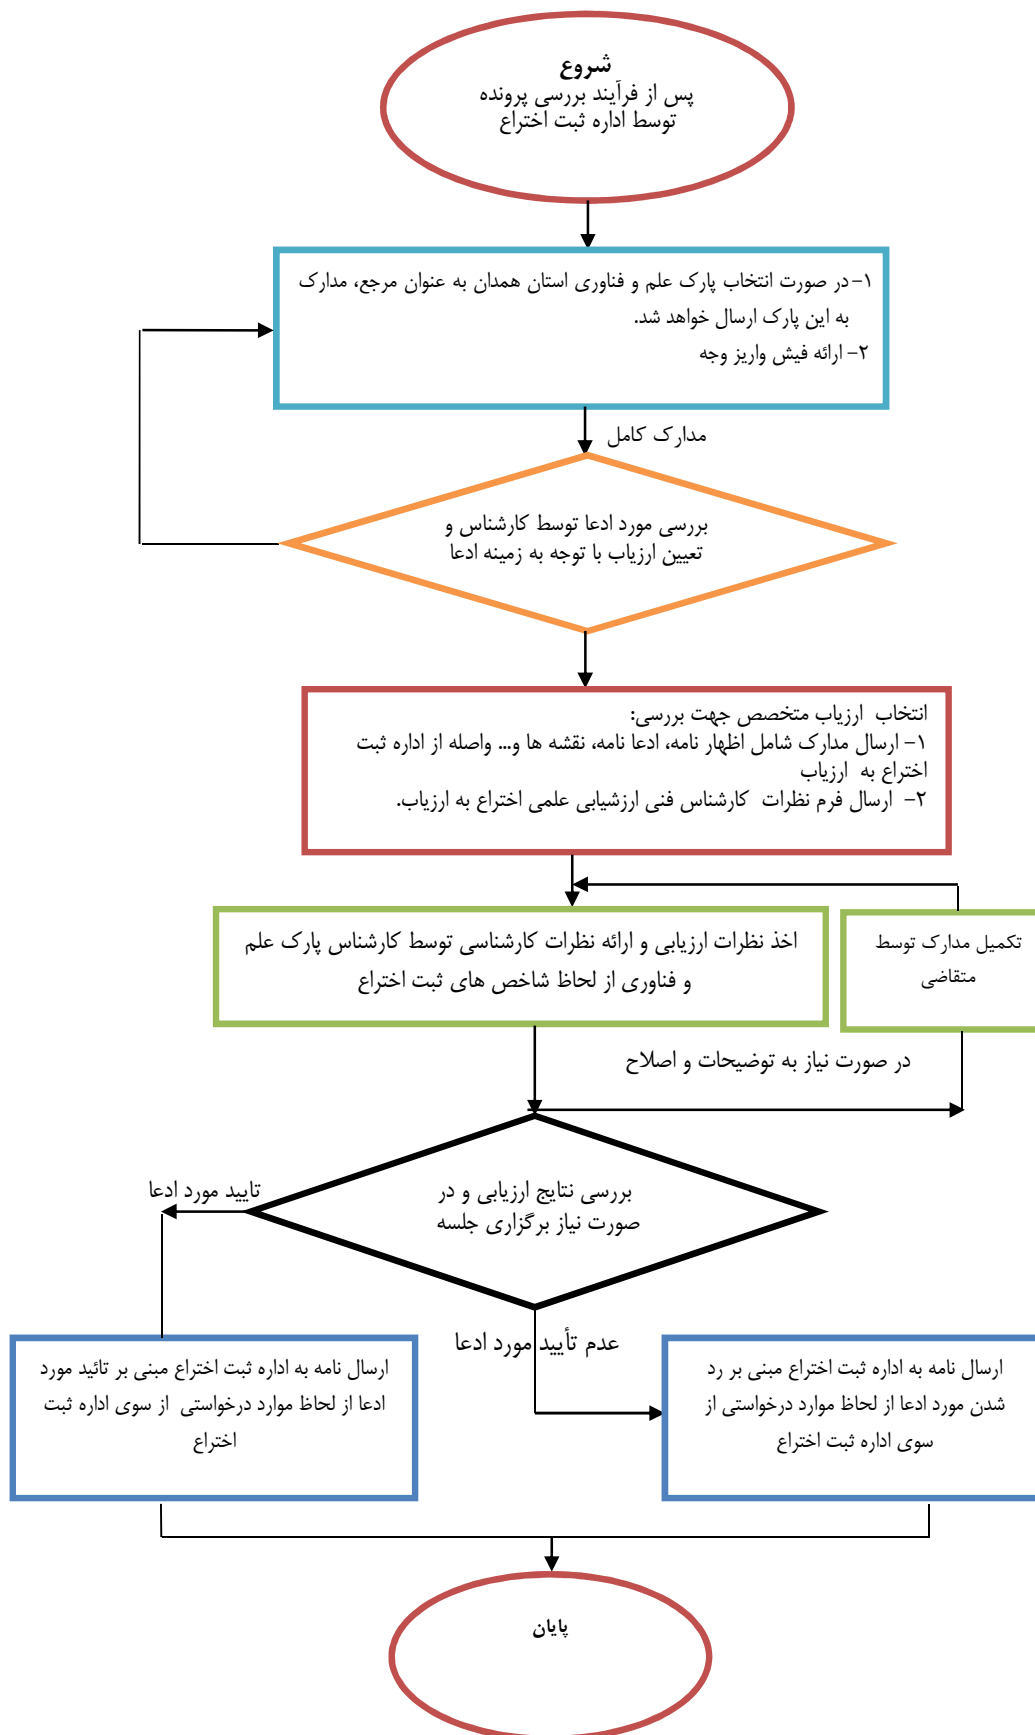 شروع
پس از فرآیند بررسی پرونده
توسط اداره ثبت اختراع
۱- در صورت انتخاب پارک علم و فناوری استان همدان به عنوان مرجع، مدارک
به این پارک ارسال خواهد شد.
۲- ارائه فیش واریز وجه
مدارک کامل
بررسی مورد ادعا توسط کارشناس و
تعیین ارزیاب با توجه به زمینه ادعا
انتخاب ارزیاب متخصص جهت بررسی:
۱- ارسال مدارک شامل اظهار نامه، ادعا نامه، نقشه ها و... واصله از اداره ثبت
اختراع به ارزیاب
۲- ارسال فرم نظرات کارشناس فنی ارزشیابی علمی اختراع به ارزیاب.
اخذ نظرات ارزیابی و ارائه نظرات کارشناسی توسط کارشناس پارک علم
و فناوری از لحاظ شاخص های ثبت اختراع
تکمیل مدارک توسط
متقاضی
در صورت نیاز به توضیحات و اصلاح
بررسی نتایج ارزیابی و در
صورت نیاز برگزاری جلسه
تایید مورد ادعا
عدم تأیید مورد ادعا
ارسال نامه به اداره ثبت اختراع مبنی بر رد
شدن مورد ادعا از لحاظ موارد درخواستی از
سوی اداره ثبت اختراع
ارسال نامه به اداره ثبت اختراع مبنی بر تائید مورد
ادعا از لحاظ موارد درخواستی از سوی اداره ثبت
اختراع
پایان